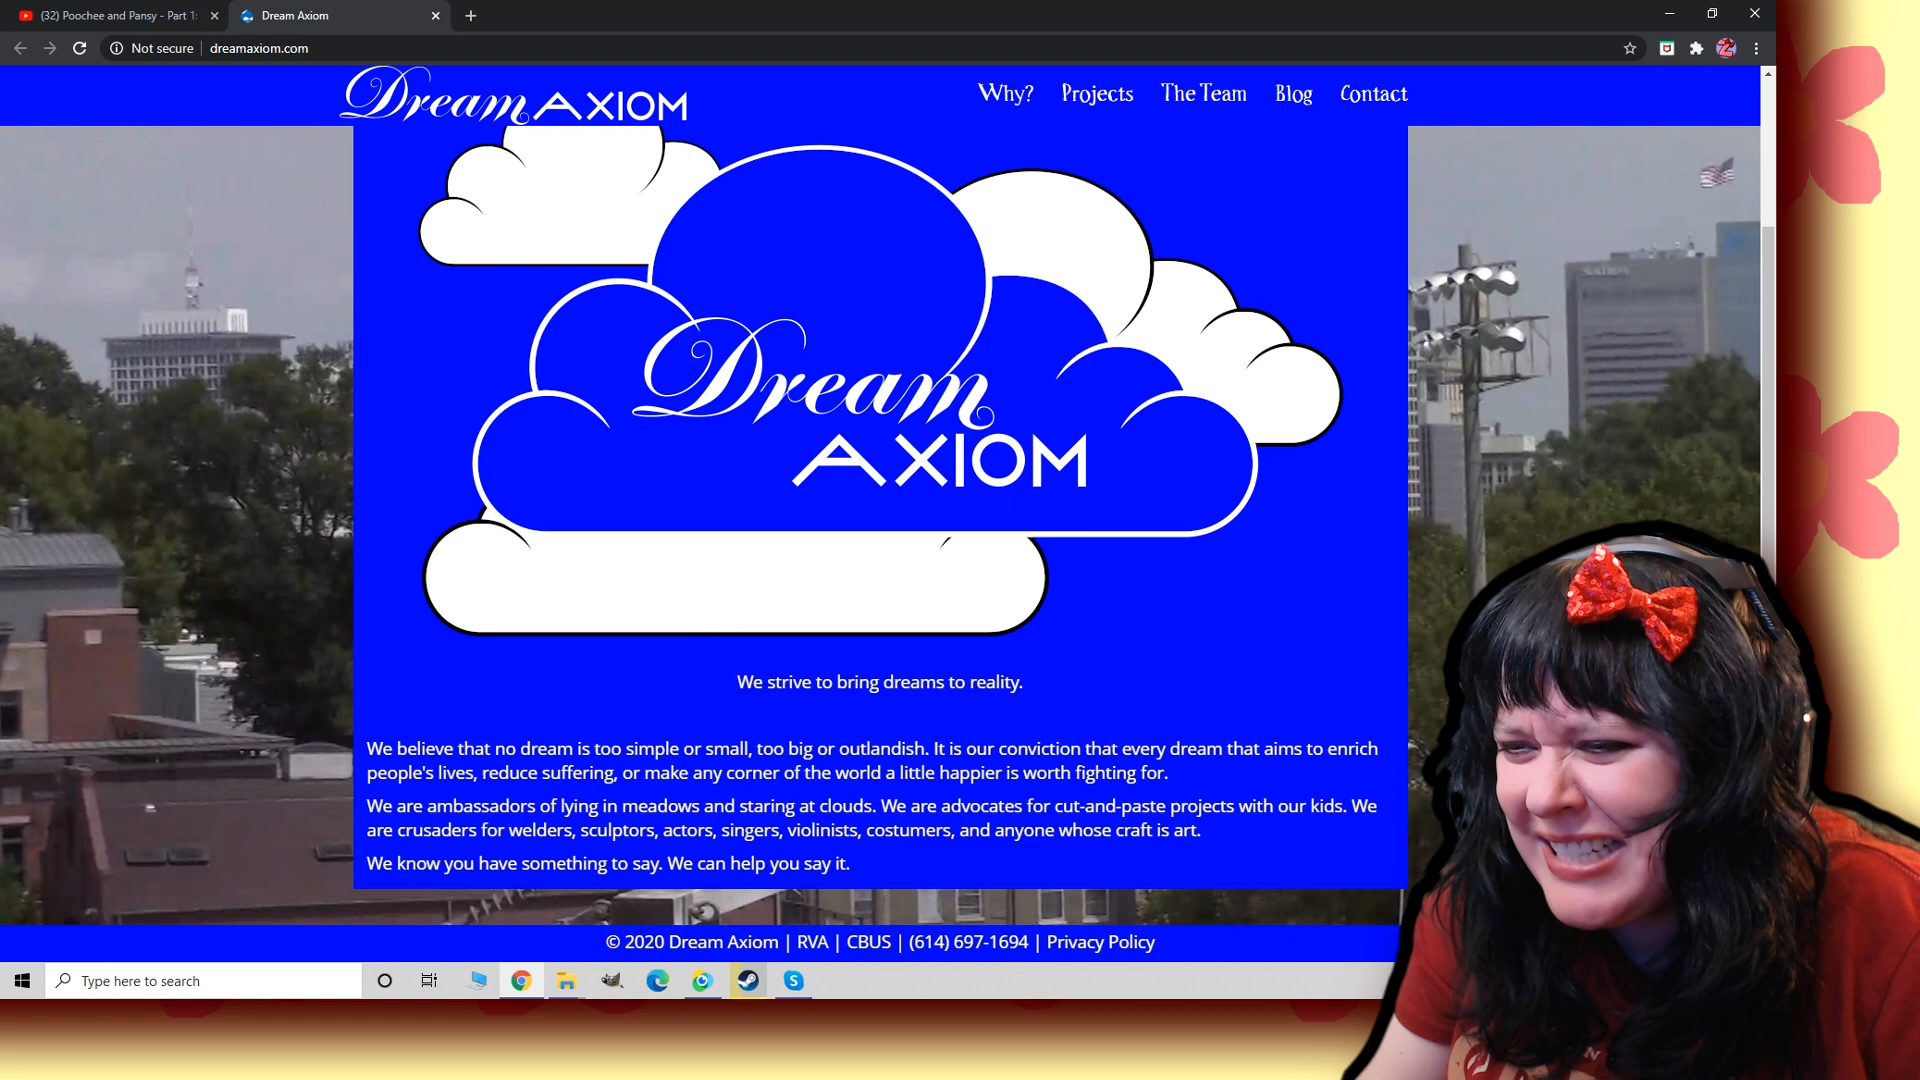 (32) Poochee and Pansy - Part 1:
Dream Axiom
Not secure
dreamaxiom.com
Dream AXIOM
Why?
Projects
The Team
Blog
Contact
Dream
AXIOM
We strive to bring dreams to reality.
We believe that no dream is too simple or small, too big or outlandish. It is our conviction that every dream that aims to enrich
people's lives, reduce suffering, or make any corner of the world a little happier is worth fighting for.
We are ambassadors of lying in meadows and staring at clouds. We are advocates for cut-and-paste projects with our kids. We
are crusaders for welders, sculptors, actors, singers, violinists, costumers, and anyone whose craft is art.
We know you have something to say. We can help you say it.
© 2020 Dream Axiom | RVA | CBUS | (614) 697-1694 | Privacy Policy
Type here to search